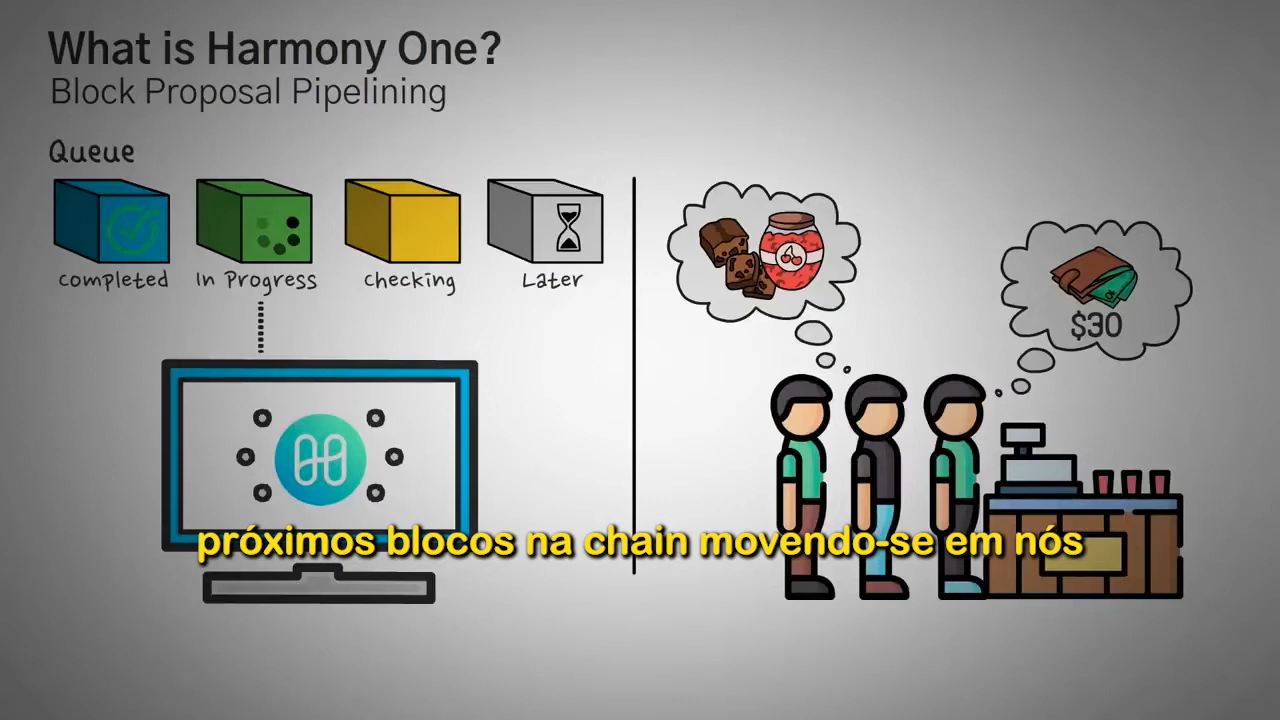 What is Harmony One?
Block Proposal Pipelining
Queue
completed
In Progress
checking
Later
$30
próximos blocos na chain movendo-se em nós